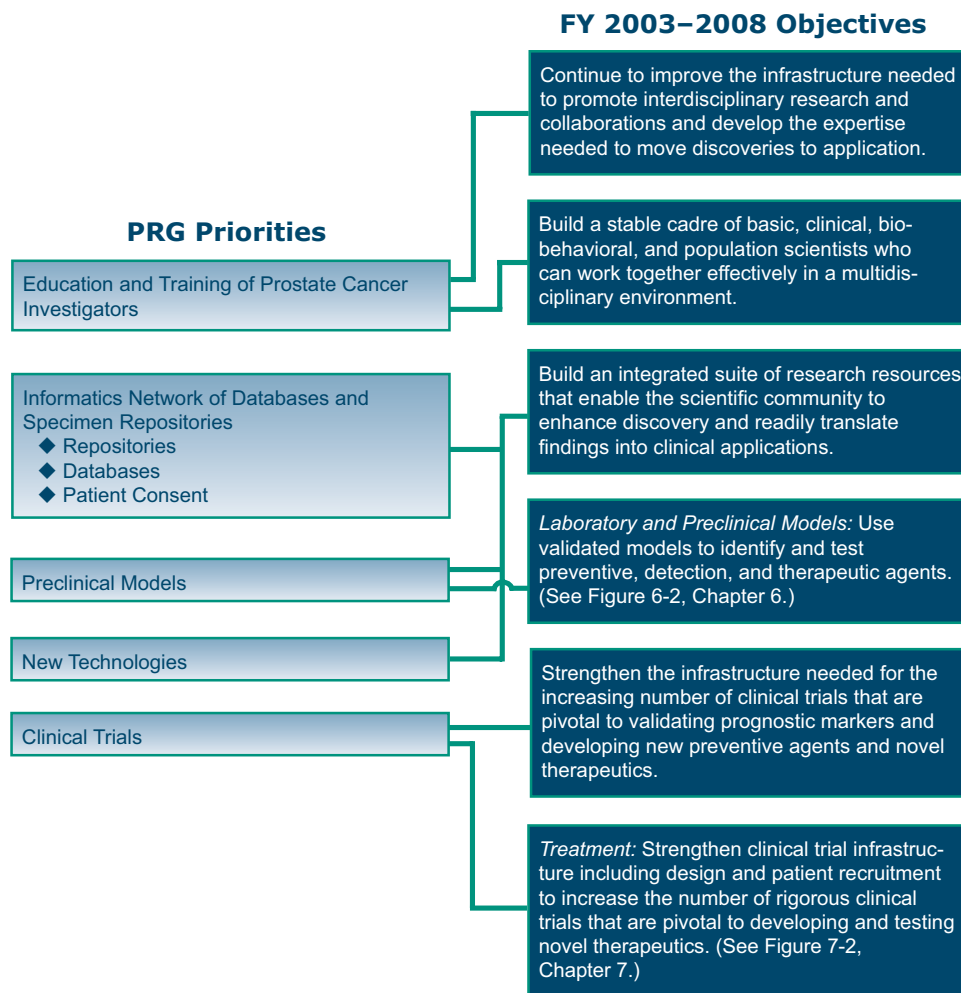 FY 2003–2008 Objectives
Continue to improve the infrastructure needed
to promote interdisciplinary research and
collaborations and develop the expertise
needed to move discoveries to application.
PRG Priorities
Education and Training of Prostate Cancer
Investigators
Build a stable cadre of basic, clinical, bio-
behavioral, and population scientists who
can work together effectively in a multidis-
ciplinary environment.
Informatics Network of Databases and
Specimen Repositories
◆ Repositories
◆ Databases
◆ Patient Consent
Build an integrated suite of research resources
that enable the scientific community to
enhance discovery and readily translate
findings into clinical applications.
Preclinical Models
Laboratory and Preclinical Models: Use
validated models to identify and test
preventive, detection, and therapeutic agents.
(See Figure 6-2, Chapter 6.)
New Technologies
Clinical Trials
Strengthen the infrastructure needed for the
increasing number of clinical trials that are
pivotal to validating prognostic markers and
developing new preventive agents and novel
therapeutics.
Treatment: Strengthen clinical trial infrastruc-
ture including design and patient recruitment
to increase the number of rigorous clinical
trials that are pivotal to developing and testing
novel therapeutics. (See Figure 7-2,
Chapter 7.)